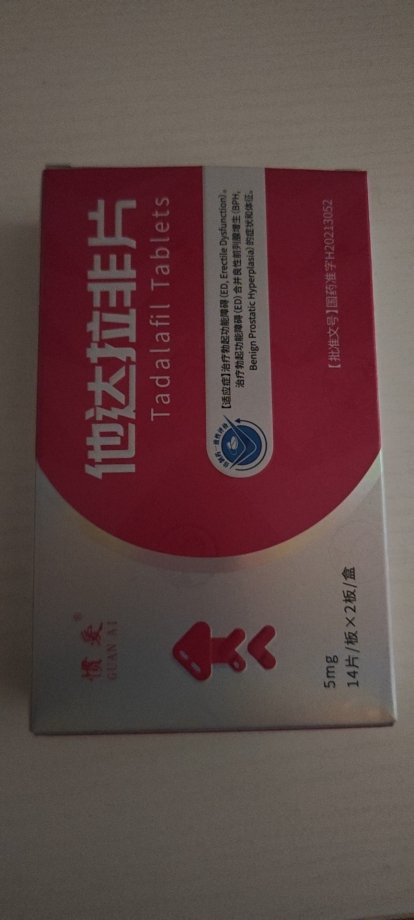 惯爱®
GUAN AI
他达拉非片
Tadalafil Tablets
【适应症】治疗勃起功能障碍(ED, Erectile Dysfunction)。
治疗勃起功能障碍(ED)合并良性前列腺增生(BPH,
Benign Prostatic Hyperplasia)的症状和体征。
【批准文号】国药准字H20213052
5mg
14片/板×2板/盒